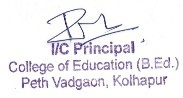 I/C Principal
College of Education (B.Ed.)
Peth Vadgaon, Kolhapur